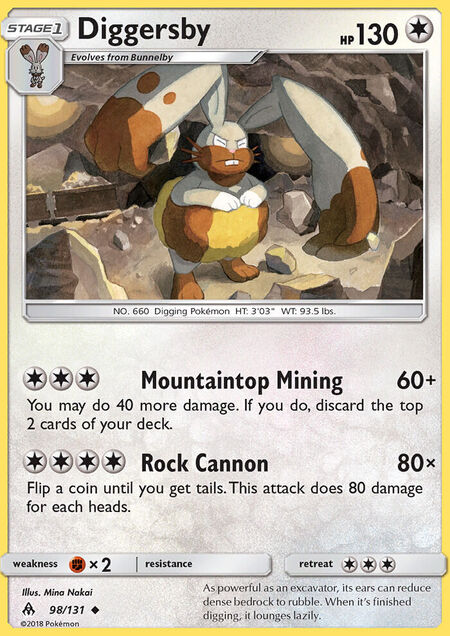 STAGE1 Diggersby HP 130
Evolves from Bunnelby
NO. 660 Digging Pokémon HT: 3'03" WT: 93.5 lbs.
Mountaintop Mining 60+
You may do 40 more damage. If you do, discard the top
2 cards of your deck.
Rock Cannon 80×
Flip a coin until you get tails. This attack does 80 damage
for each heads.
weakness ×2 resistance retreat
Illus. Mina Nakai
98/131
©2018 Pokémon
As powerful as an excavator, its ears can reduce
dense bedrock to rubble. When it's finished
digging, it lounges lazily.